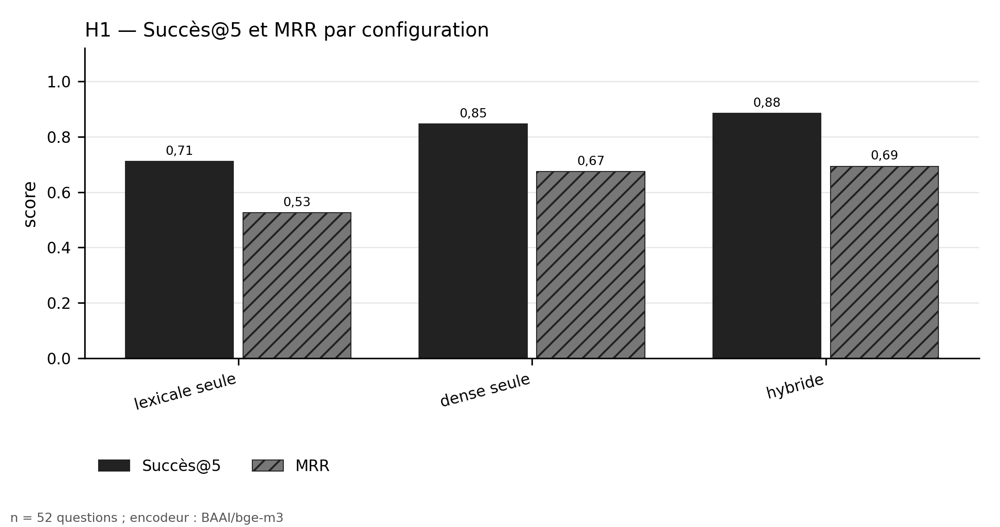 H1 — Succès@5 et MRR par configuration
score
1.0
0.8
0.6
0.4
0.2
0.0
0,71
0,53
0,85
0,67
0,88
0,69
lexicale seule
dense seule
hybride
Succès@5
MRR
n = 52 questions ; encodeur : BAAI/bge-m3